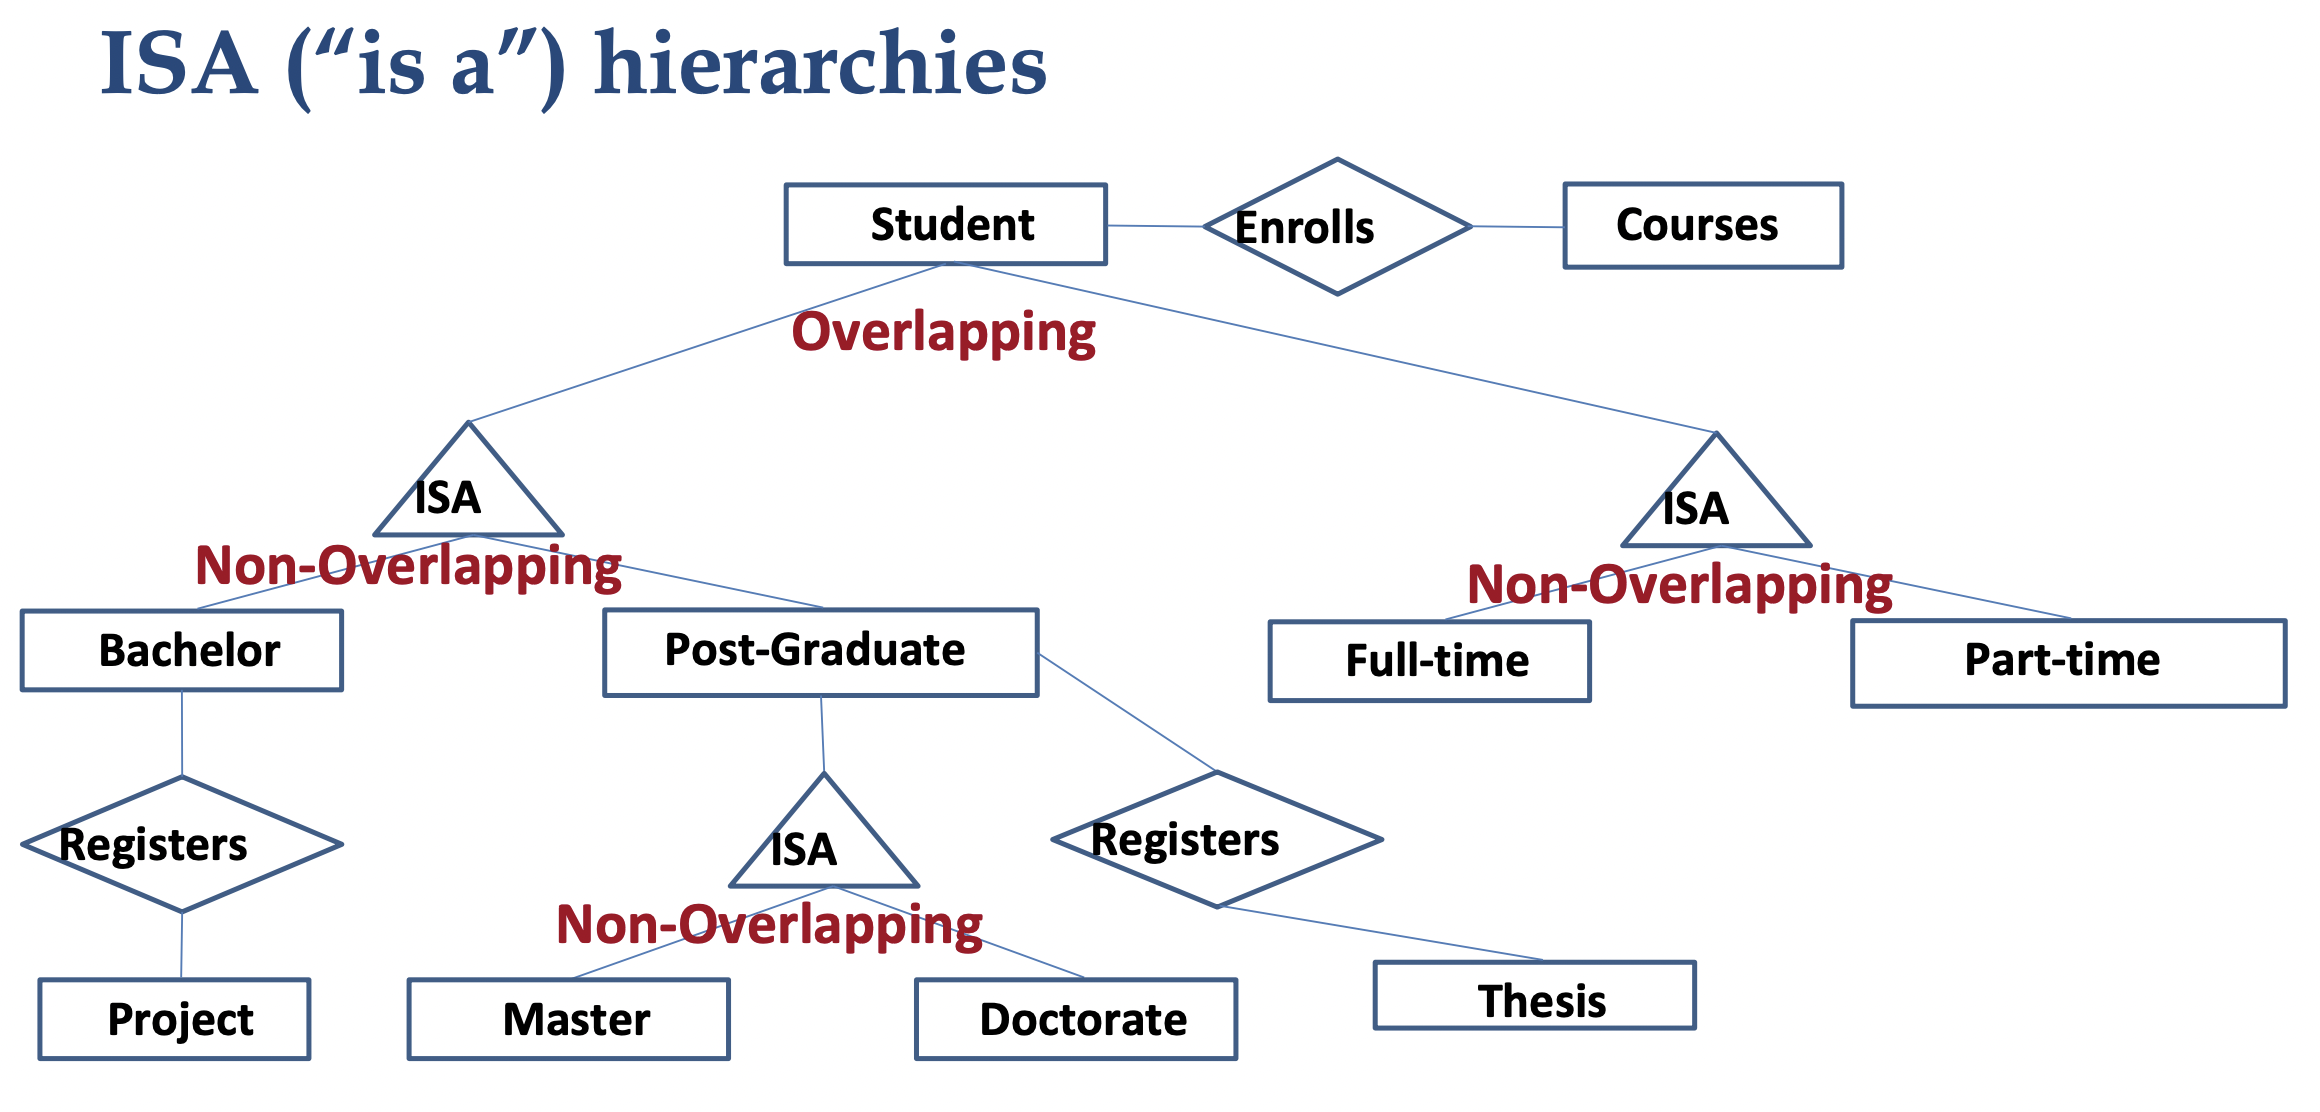 ISA (“is a”) hierarchies
Student
Enrolls
Courses
Overlapping
ISA
ISA
Non-Overlapping
Non-Overlapping
Bachelor
Post-Graduate
Full-time
Part-time
Registers
ISA
Registers
Non-Overlapping
Project
Master
Doctorate
Thesis